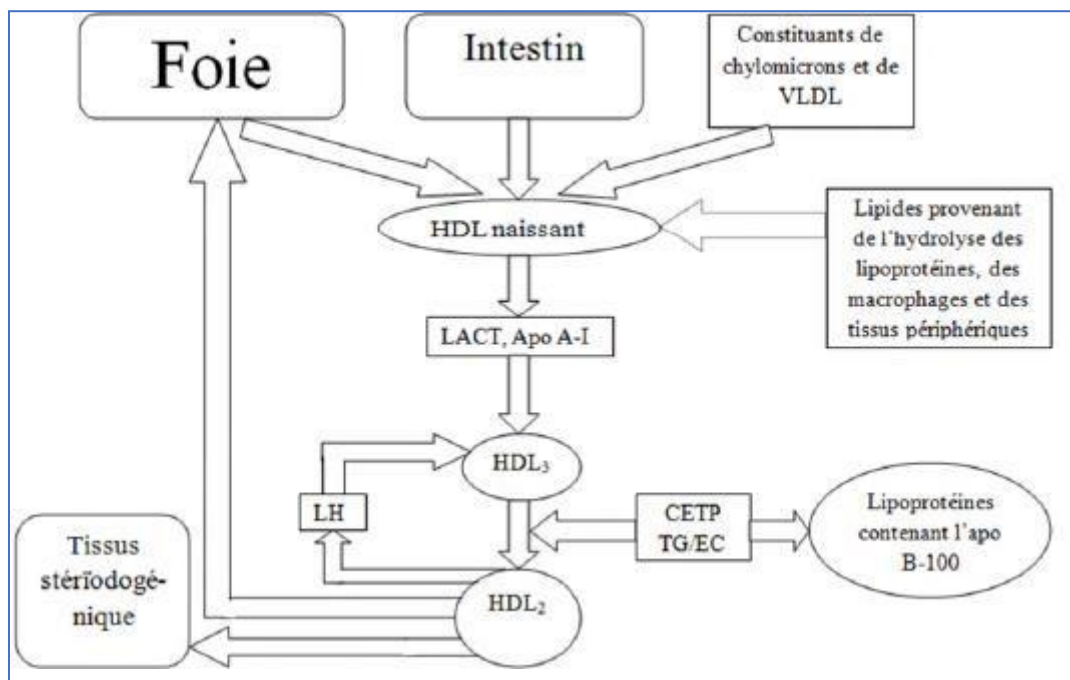 Foie
Intestin
Constituants de
chylomicrons et de
VLDL
HDL naissant
Lipides provenant
de l'hydrolyse des
lipoprotéines, des
macrophages et des
tissus périphériques
LACT, Apo A-I
HDL₃
LH
CETP
TG/EC
Lipoprotéines
contenant l'apo
B-100
Tissus
stérïodogé-
nique
HDL₂